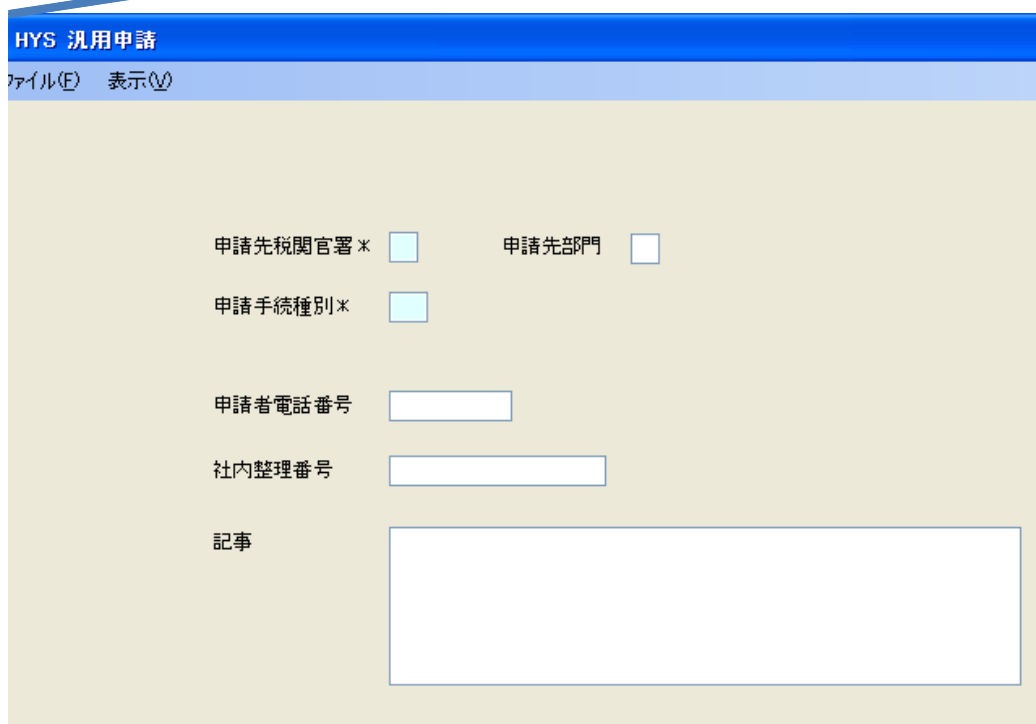 HYS 汎用申請
ファイル(F) 表示(V)
申請先税関官署* 申請先部門
申請手続種別*
申請者電話番号
社内整理番号
記事